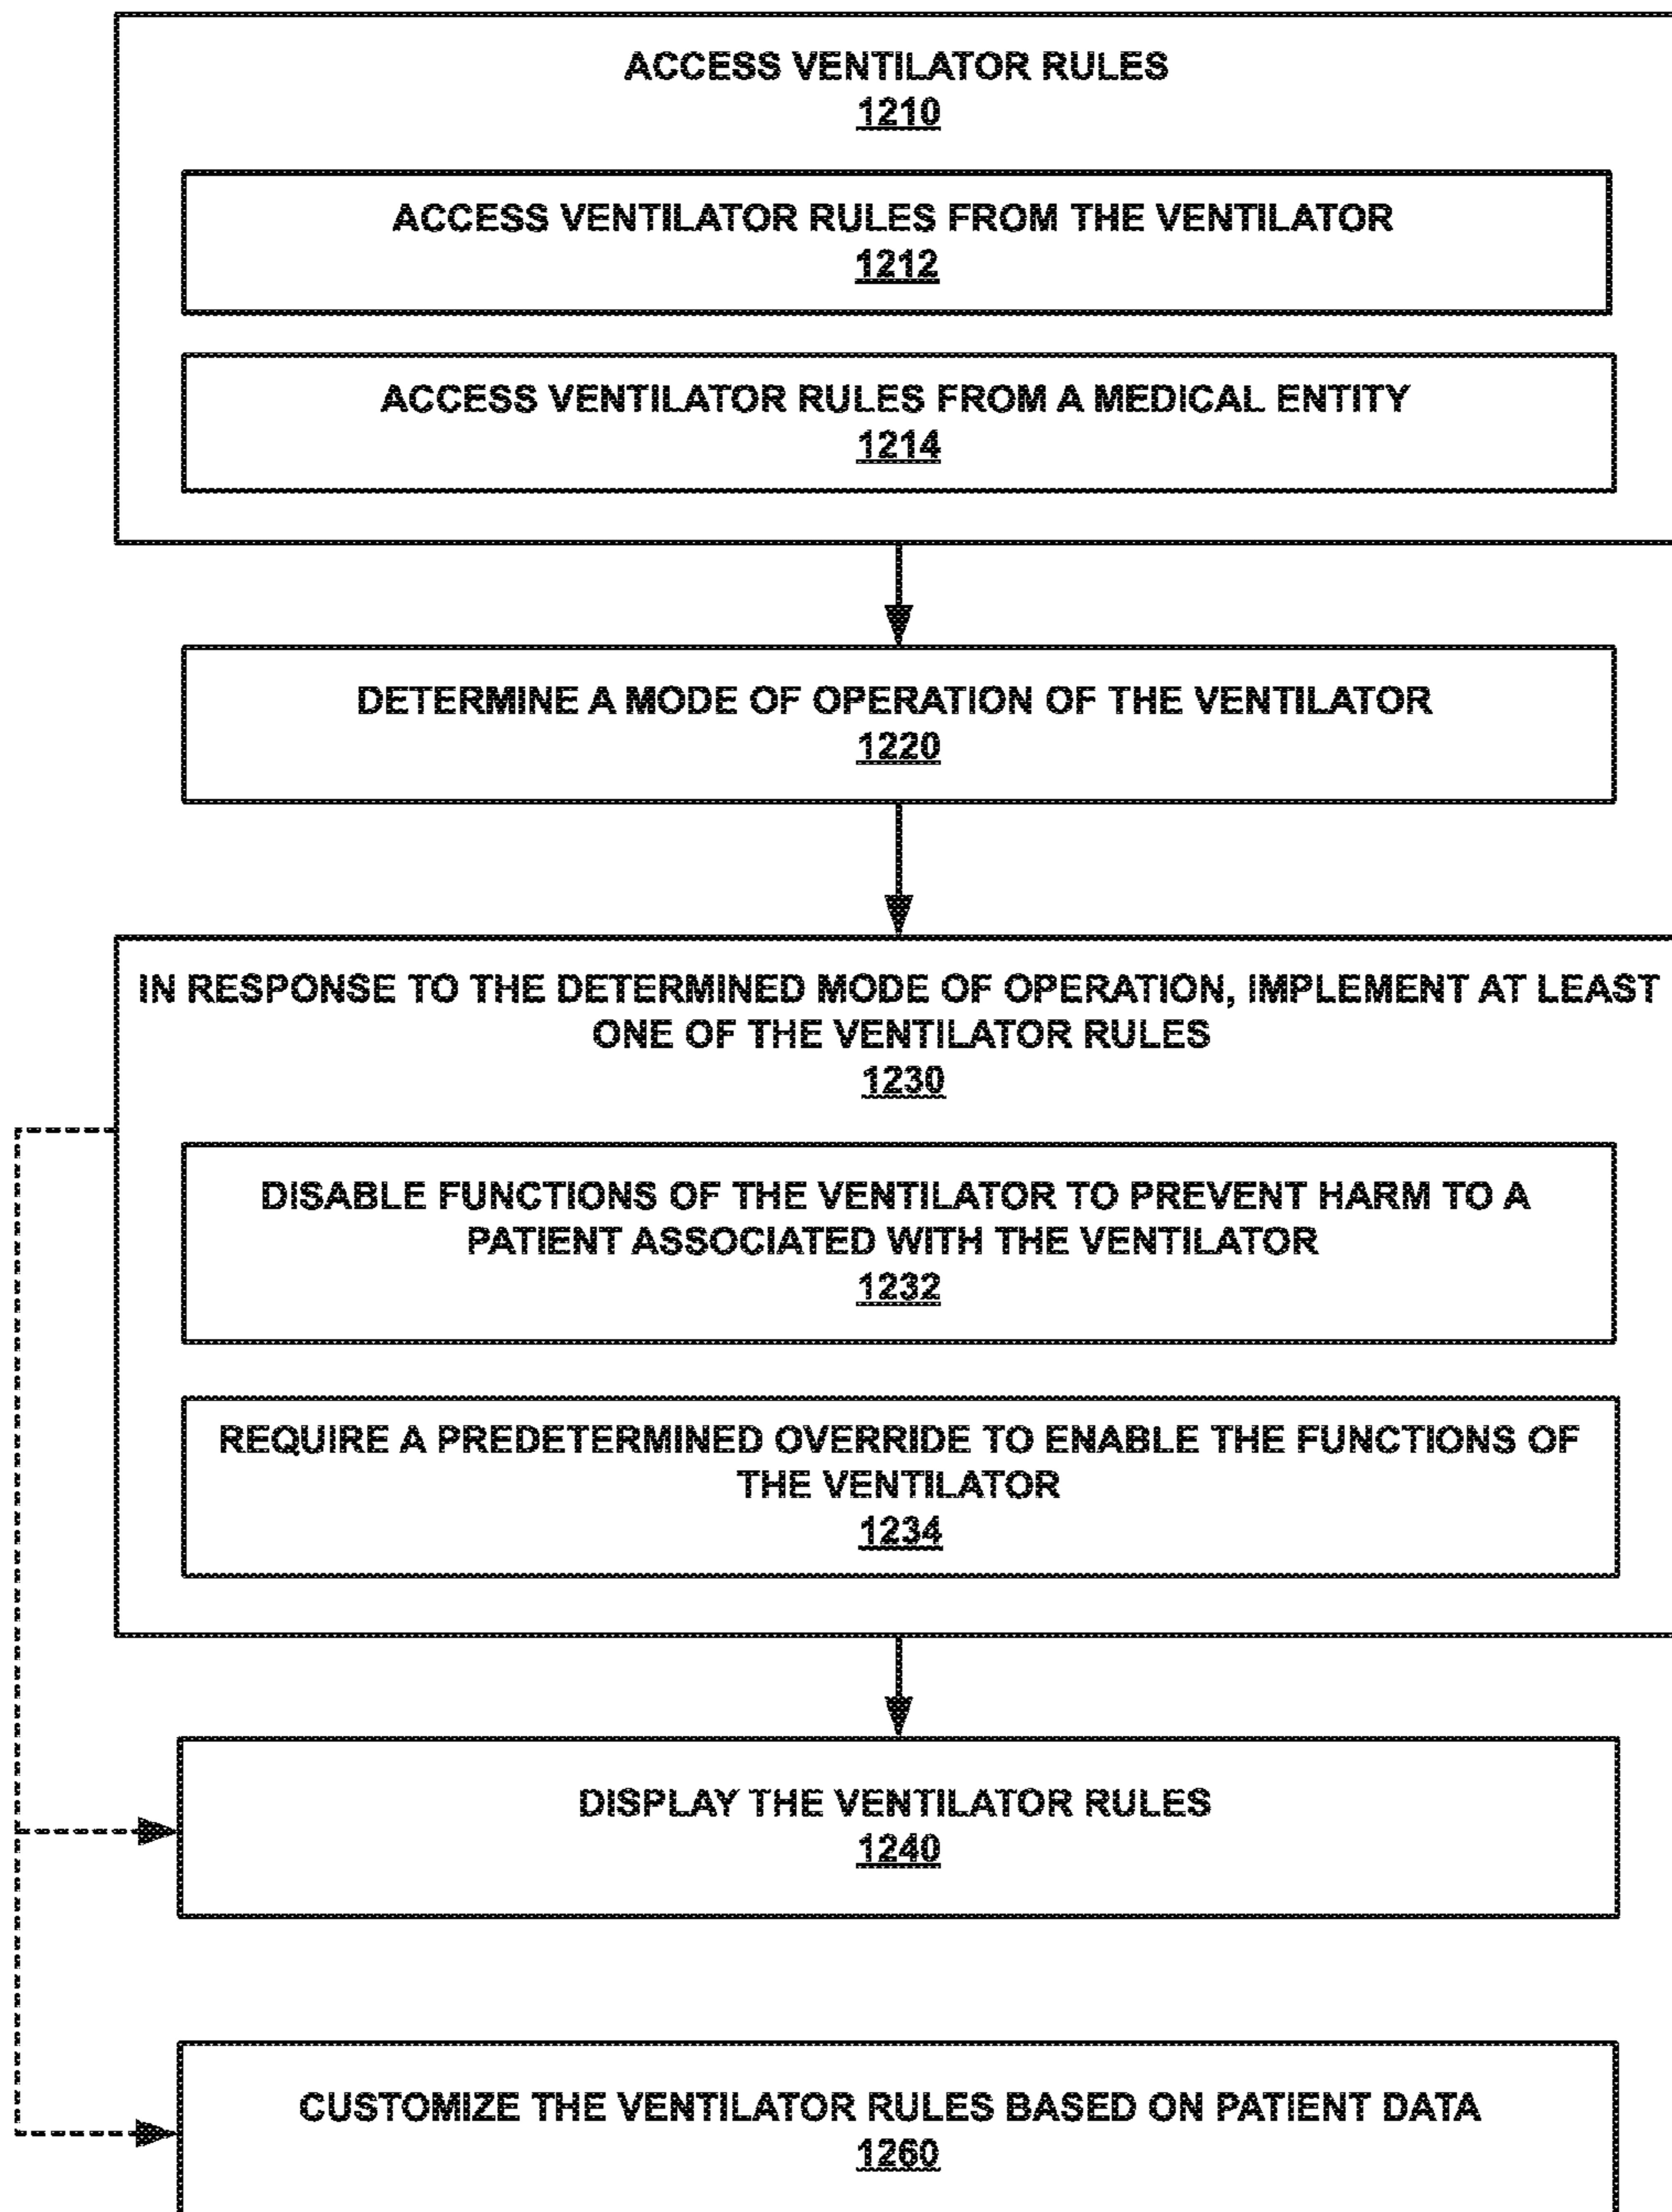 ACCESS VENTILATOR RULES
1210
ACCESS VENTILATOR RULES FROM THE VENTILATOR
1212
ACCESS VENTILATOR RULES FROM A MEDICAL ENTITY
1214
DETERMINE A MODE OF OPERATION OF THE VENTILATOR
1220
IN RESPONSE TO THE DETERMINED MODE OF OPERATION, IMPLEMENT AT LEAST
ONE OF THE VENTILATOR RULES
1230
DISABLE FUNCTIONS OF THE VENTILATOR TO PREVENT HARM TO A
PATIENT ASSOCIATED WITH THE VENTILATOR
1232
REQUIRE A PREDETERMINED OVERRIDE TO ENABLE THE FUNCTIONS OF
THE VENTILATOR
1234
DISPLAY THE VENTILATOR RULES
1240
CUSTOMIZE THE VENTILATOR RULES BASED ON PATIENT DATA
1260